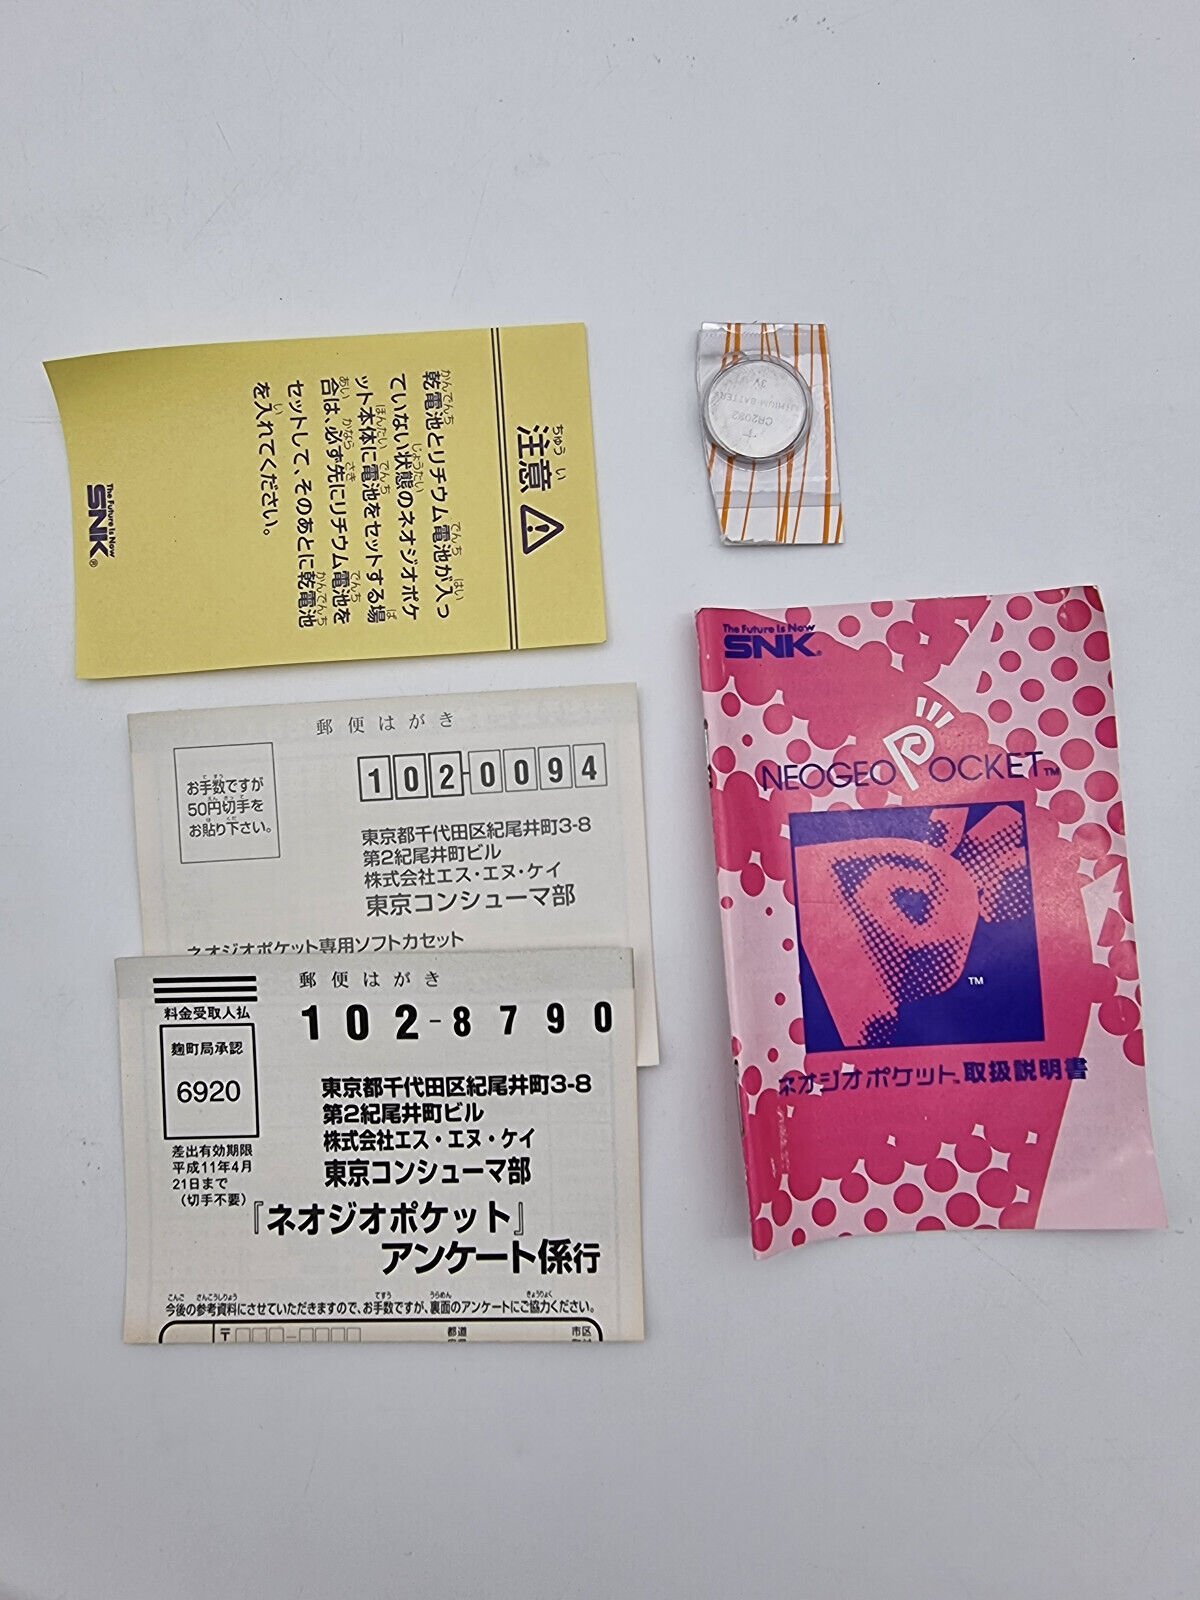 注意
乾電池とリチウム電池が入っ
ていない状態のネオジオポケ
ット本体に電池をセットする場
合は、必ず先にリチウム電池を
セットして、そのあとに乾電池
を入れてください。
The Future Is Now
SNK®
3V
LITHIUM BATTERY
CR2032
郵便はがき
お手数ですが
50円切手を
お貼り下さい。
102-0094
東京都千代田区紀尾井町3-8
第2紀尾井町ビル
株式会社エス・エヌ・ケイ
東京コンシューマ部
ネオジオポケット専用ソフトカセット
郵便はがき
料金受取人払
麹町局承認
6920
差出有効期限
平成11年4月
21日まで
(切手不要)
102-8790
東京都千代田区紀尾井町3-8
第2紀尾井町ビル
株式会社エス・エヌ・ケイ
東京コンシューマ部
『ネオジオポケット』
アンケート係行
今後の参考資料にさせていただきますので、お手数ですが、裏面のアンケートにご協力ください。
〒
都道
市区
The Future Is Now
SNK®
NEOGEO POCKET™
TM
ネオジオポケット™取扱説明書